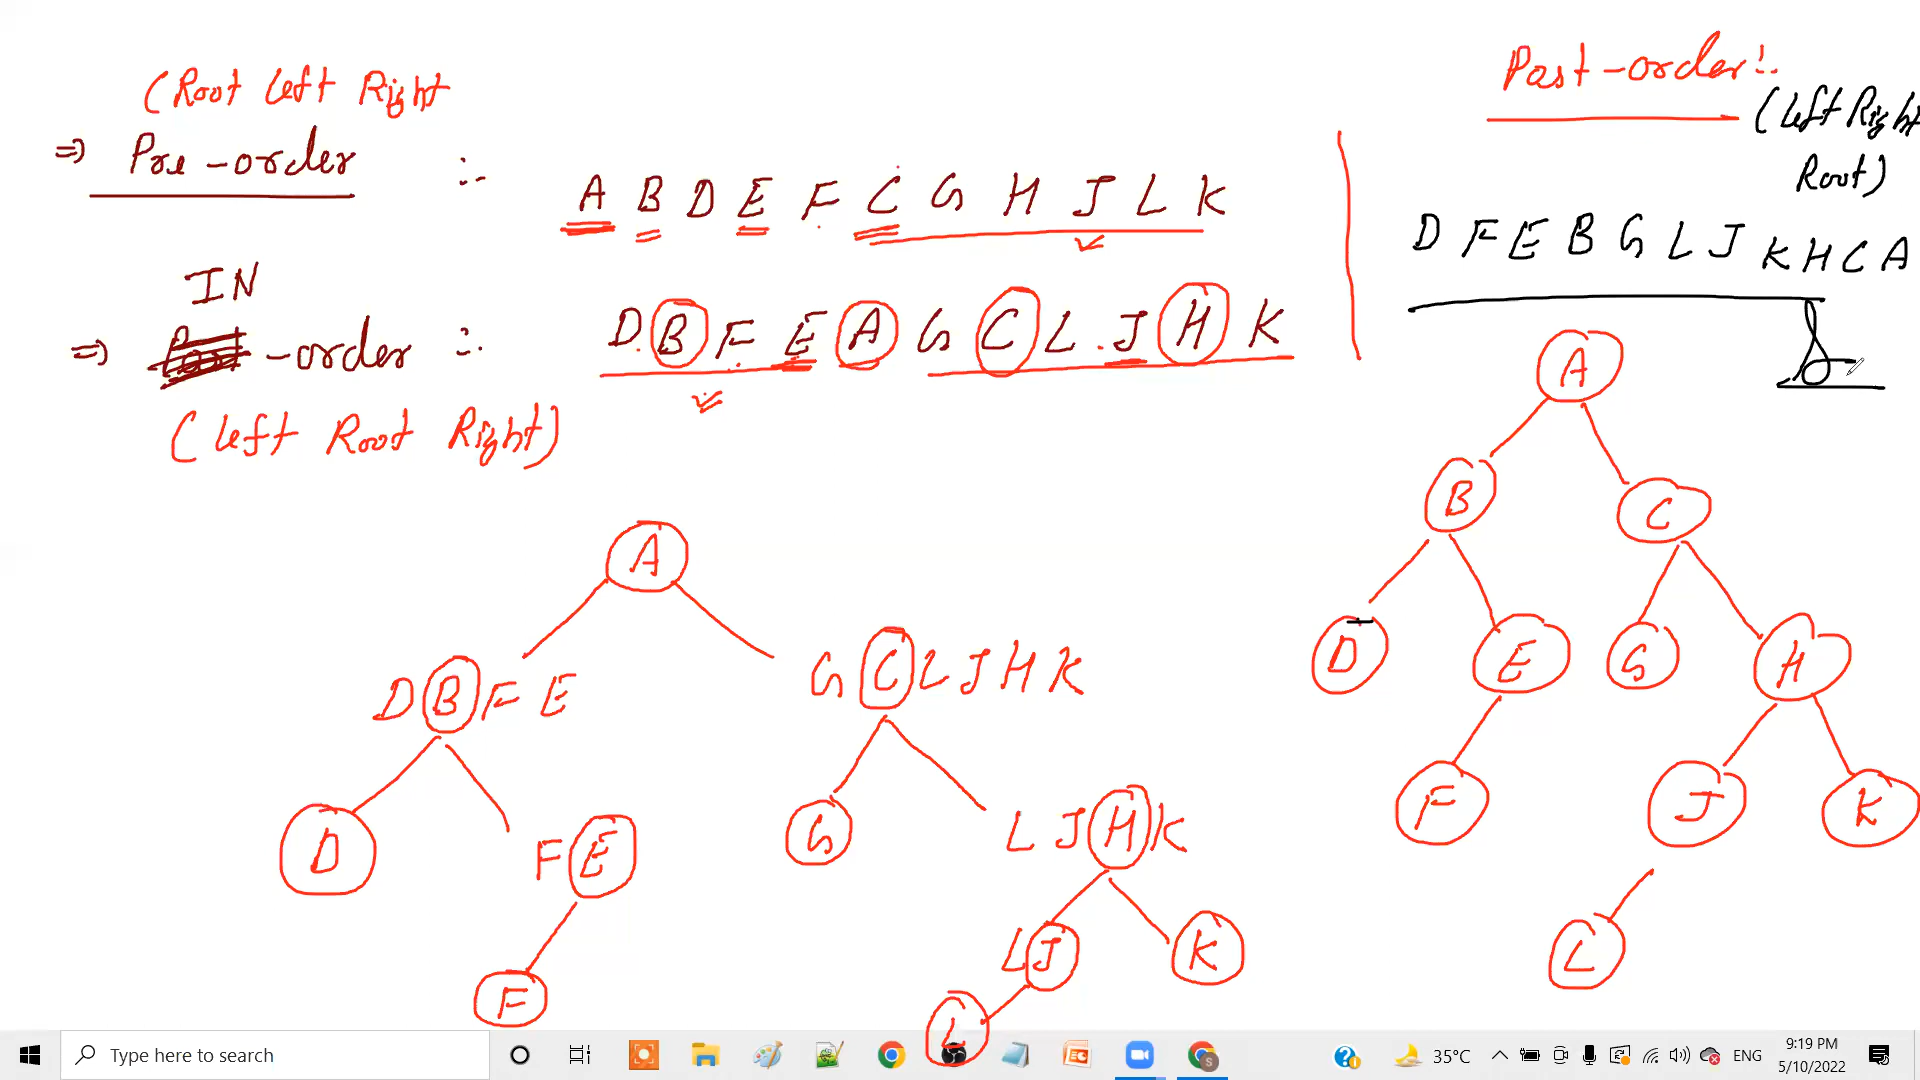 (Root Left Right
⇒ Pre-order :- A B D E F C G H J L K
IN
⇒ -order :- D B F E A G C L J H K
(Left Root Right)
Post-order :-
(Left Right
Root)
D F E B G L J K H C A
A
B C
D E G H
F J K
L
A
D B F E G C L J H K
D F E G L J H K
F L J K
L
Type here to search
35°C
ENG
9:19 PM
5/10/2022